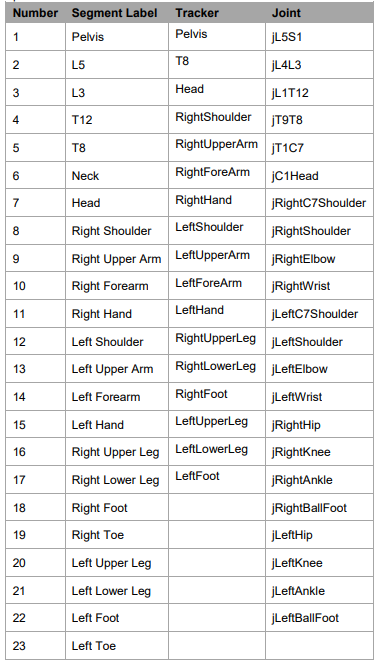 Number Segment Label Tracker Joint
1 Pelvis Pelvis jL5S1
2 L5 T8 jL4L3
3 L3 Head jL1T12
4 T12 RightShoulder jT9T8
5 T8 RightUpperArm jT1C7
6 Neck RightForeArm jC1Head
7 Head RightHand jRightC7Shoulder
8 Right Shoulder LeftShoulder jRightShoulder
9 Right Upper Arm LeftUpperArm jRightElbow
10 Right Forearm LeftForeArm jRightWrist
11 Right Hand LeftHand jLeftC7Shoulder
12 Left Shoulder RightUpperLeg jLeftShoulder
13 Left Upper Arm RightLowerLeg jLeftElbow
14 Left Forearm RightFoot jLeftWrist
15 Left Hand LeftUpperLeg jRightHip
16 Right Upper Leg LeftLowerLeg jRightKnee
17 Right Lower Leg LeftFoot jRightAnkle
18 Right Foot jRightBallFoot
19 Right Toe jLeftHip
20 Left Upper Leg jLeftKnee
21 Left Lower Leg jLeftAnkle
22 Left Foot jLeftBallFoot
23 Left Toe